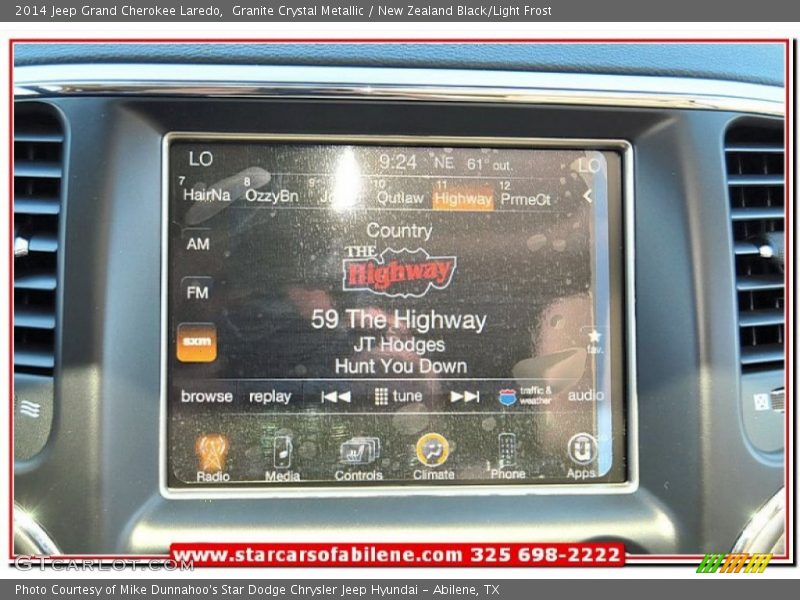 2014 Jeep Grand Cherokee Laredo,  Granite Crystal Metallic / New Zealand Black/Light Frost
LO 9:24 NE 61° out. LO
7 HairNa 8 OzzyBn 9 10 Outlaw 11 Highway 12 PrmeOt
Country
AM
THE Highway
FM
59 The Highway
sxm
JT Hodges
fav.
Hunt You Down
browse replay tune traffic & weather audio
Radio Media Controls Climate Phone Apps
www.starcarsofabilene.com 325 698-2222
GTCARLOT.COM
Photo Courtesy of Mike Dunnahoo's Star Dodge Chrysler Jeep Hyundai - Abilene, TX